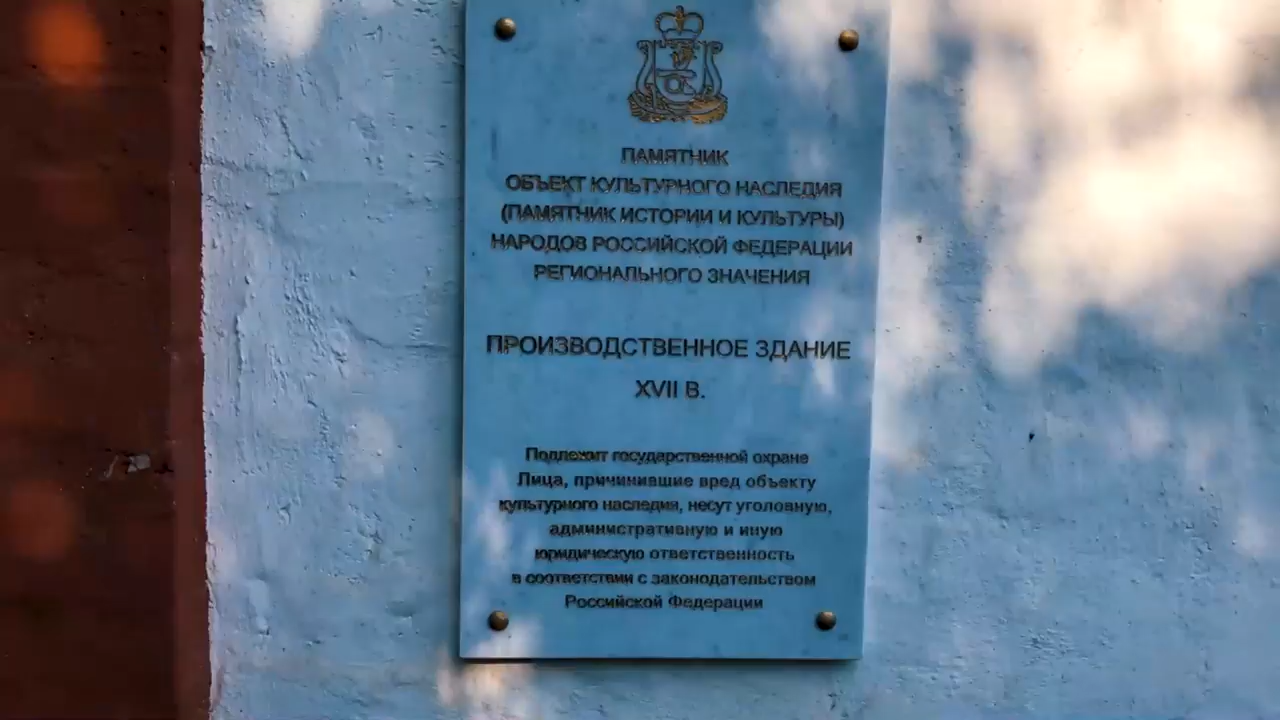 ПАМЯТНИК
ОБЪЕКТ КУЛЬТУРНОГО НАСЛЕДИЯ
(ПАМЯТНИК ИСТОРИИ И КУЛЬТУРЫ)
НАРОДОВ РОССИЙСКОЙ ФЕДЕРАЦИИ
РЕГИОНАЛЬНОГО ЗНАЧЕНИЯ
ПРОИЗВОДСТВЕННОЕ ЗДАНИЕ
XVII В.
Подлежит государственной охране
Лица, причинившие вред объекту
культурного наследия, несут уголовную,
административную и иную
юридическую ответственность
в соответствии с законодательством
Российской Федерации